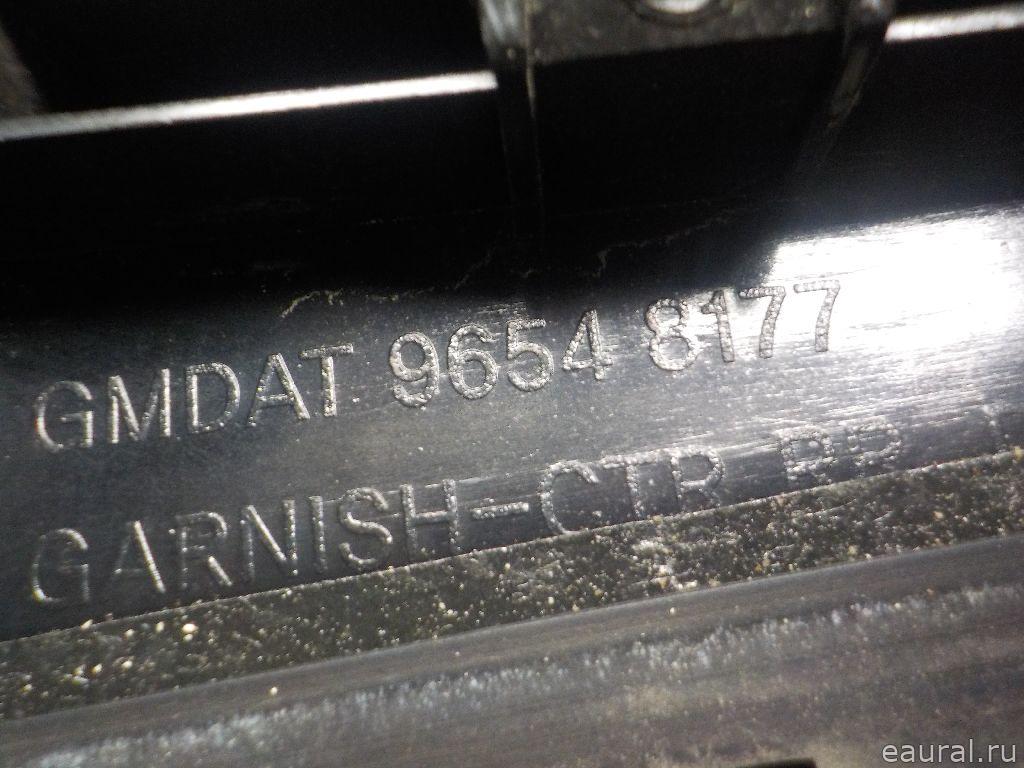 GMDAT 9654 8177
GARNISH-CTR
eaural.ru